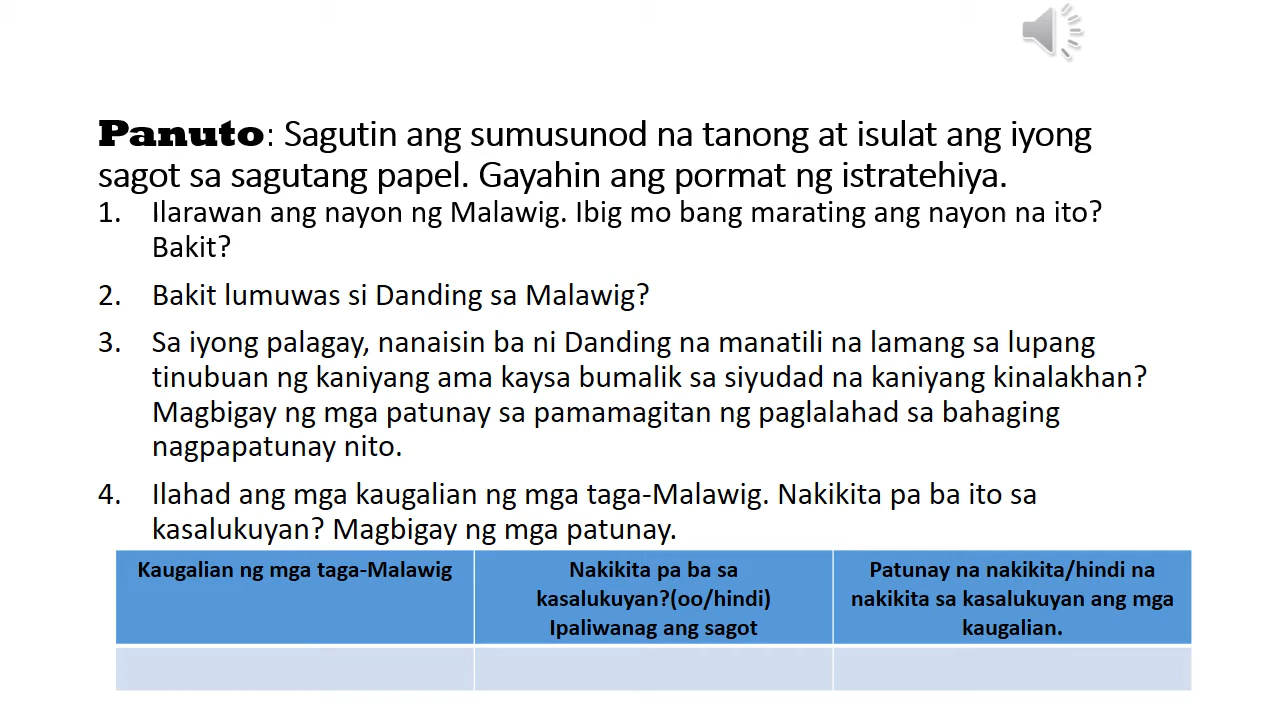 Panuto: Sagutin ang sumusunod na tanong at isulat ang iyong
sagot sa sagutang papel. Gayahin ang pormat ng istratehiya.
1. Ilarawan ang nayon ng Malawig. Ibig mo bang marating ang nayon na ito?
Bakit?
2. Bakit lumuwas si Danding sa Malawig?
3. Sa iyong palagay, nanaisin ba ni Danding na manatili na lamang sa lupang
tinubuan ng kaniyang ama kaysa bumalik sa siyudad na kaniyang kinalakhan?
Magbigay ng mga patunay sa pamamagitan ng paglalahad sa bahaging
nagpapatunay nito.
4. Ilahad ang mga kaugalian ng mga taga-Malawig. Nakikita pa ba ito sa
kasalukuyan? Magbigay ng mga patunay.
Kaugalian ng mga taga-Malawig
Nakikita pa ba sa
kasalukuyan?(oo/hindi)
Ipaliwanag ang sagot
Patunay na nakikita/hindi na
nakikita sa kasalukuyan ang mga
kaugalian.